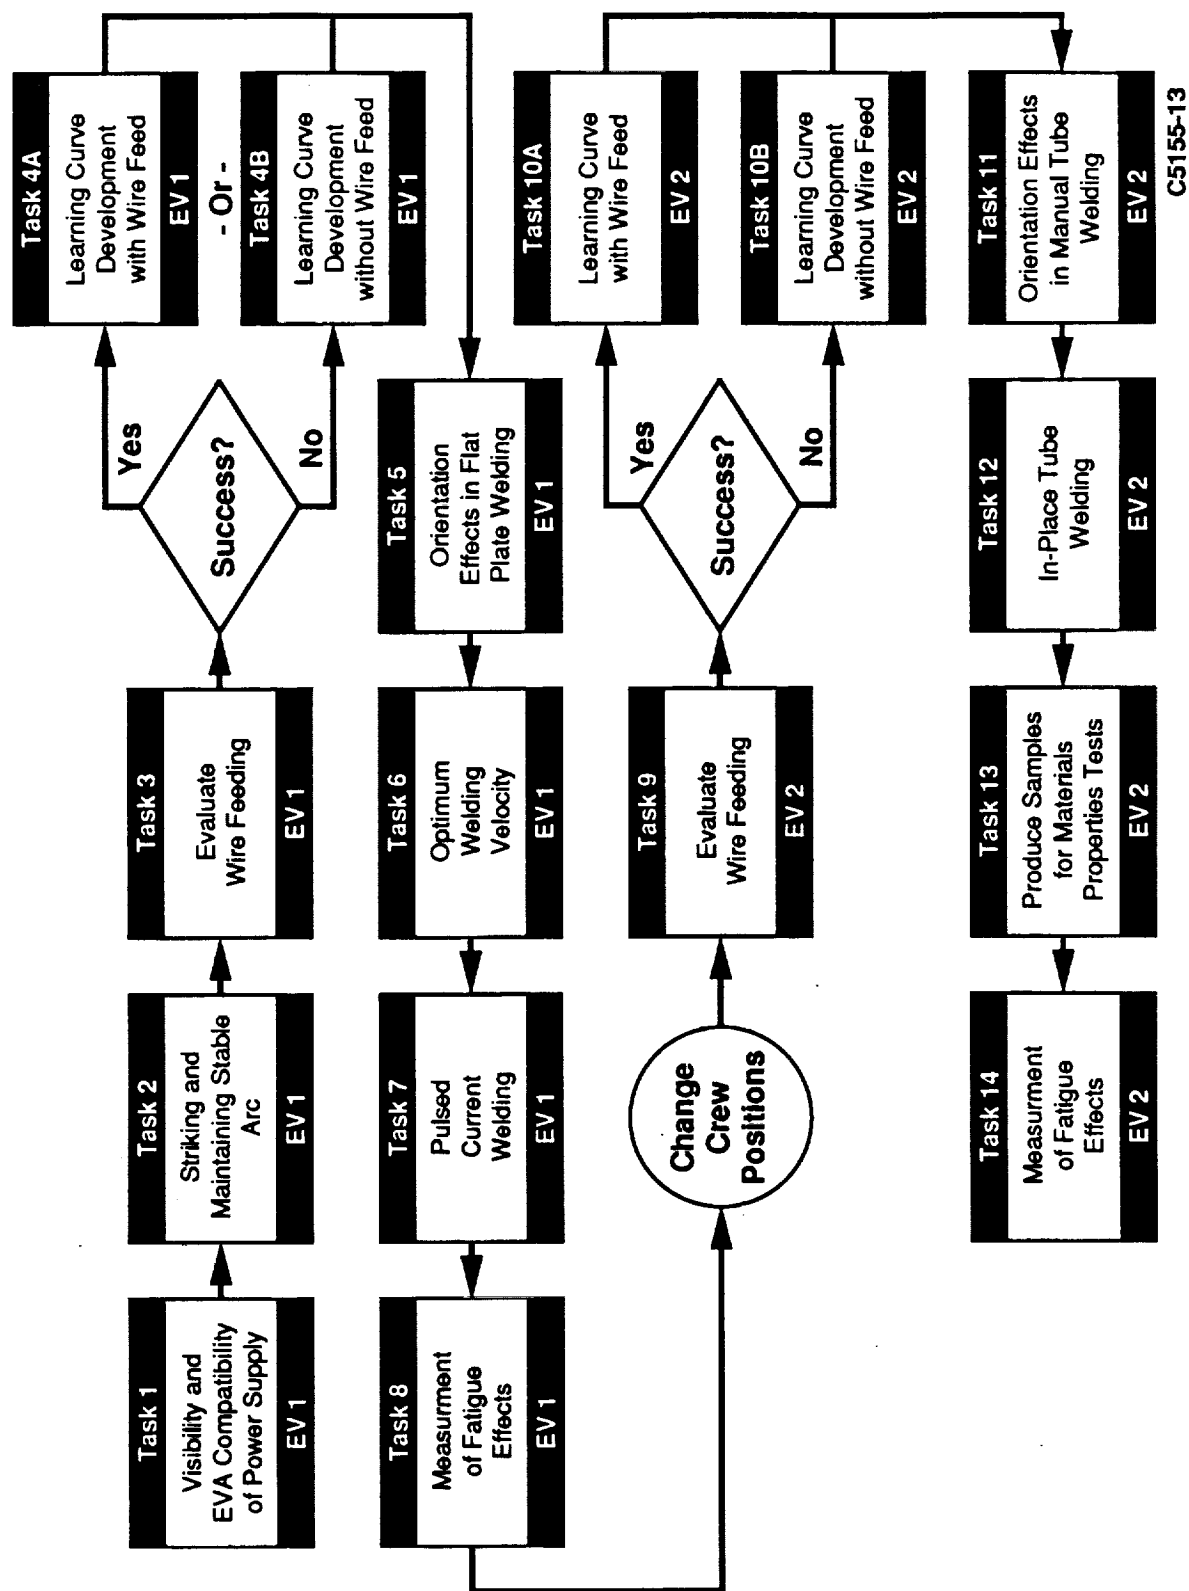 Task 1
Visibility and
EVA Compatibility
of Power Supply
EV 1
Task 2
Striking and
Maintaining Stable
Arc
EV 1
Task 3
Evaluate
Wire Feeding
EV 1
Success?
Yes
No
Task 4A
Learning Curve
Development
with Wire Feed
EV 1
- Or -
Task 4B
Learning Curve
Development
without Wire Feed
EV 1
Task 5
Orientation
Effects in Flat
Plate Welding
EV 1
Task 6
Optimum
Welding
Velocity
EV 1
Task 7
Pulsed
Current
Welding
EV 1
Task 8
Measurment
of Fatigue
Effects
EV 1
Change
Crew
Positions
Task 9
Evaluate
Wire Feeding
EV 2
Success?
Yes
No
Task 10A
Learning Curve
with Wire Feed
EV 2
Task 10B
Learning Curve
Development
without Wire Feed
EV 2
Task 11
Orientation Effects
in Manual Tube
Welding
EV 2
Task 12
In-Place Tube
Welding
EV 2
Task 13
Produce Samples
for Materials
Properties Tests
EV 2
Task 14
Measurment
of Fatigue
Effects
EV 2
C5155-13